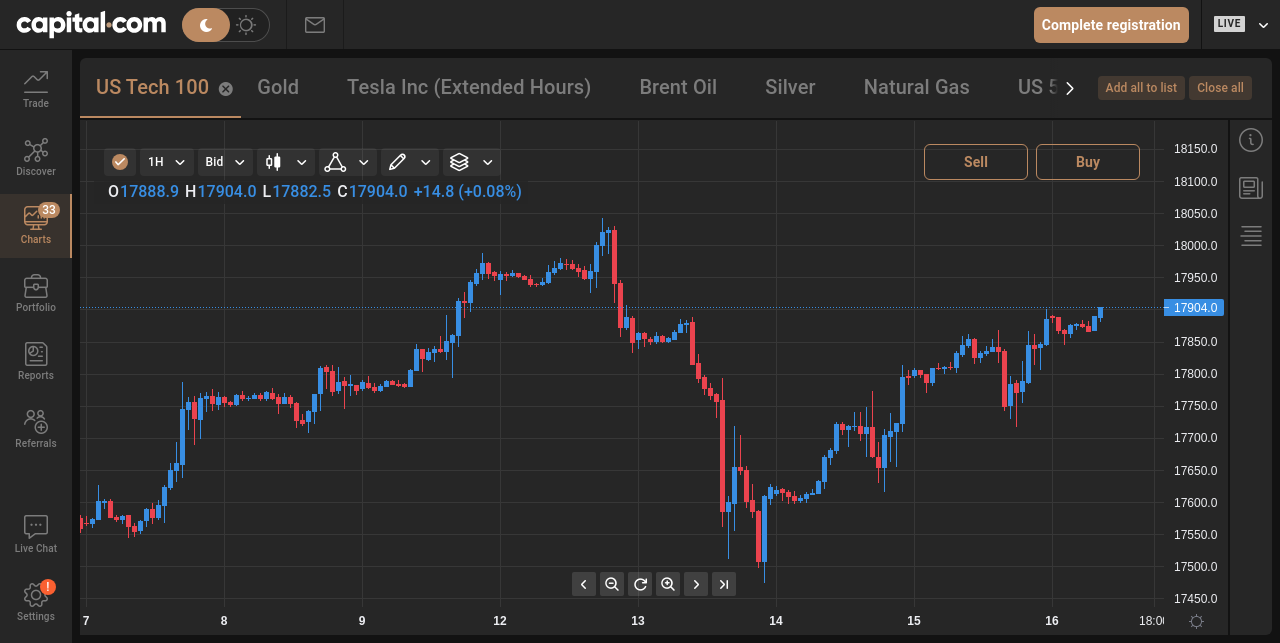 capital.com
Complete registration
LIVE
Trade
Discover
33
Charts
Portfolio
Reports
Referrals
Live Chat
!
Settings
US Tech 100 Gold Tesla Inc (Extended Hours) Brent Oil Silver Natural Gas US 5
Add all to list Close all
1H Bid
Sell Buy
O17888.9 H17904.0 L17882.5 C17904.0 +14.8 (+0.08%)
18150.0
18100.0
18050.0
18000.0
17950.0
17904.0
17850.0
17800.0
17750.0
17700.0
17650.0
17600.0
17550.0
17500.0
17450.0
7 8 9 12 13 14 15 16 18:00